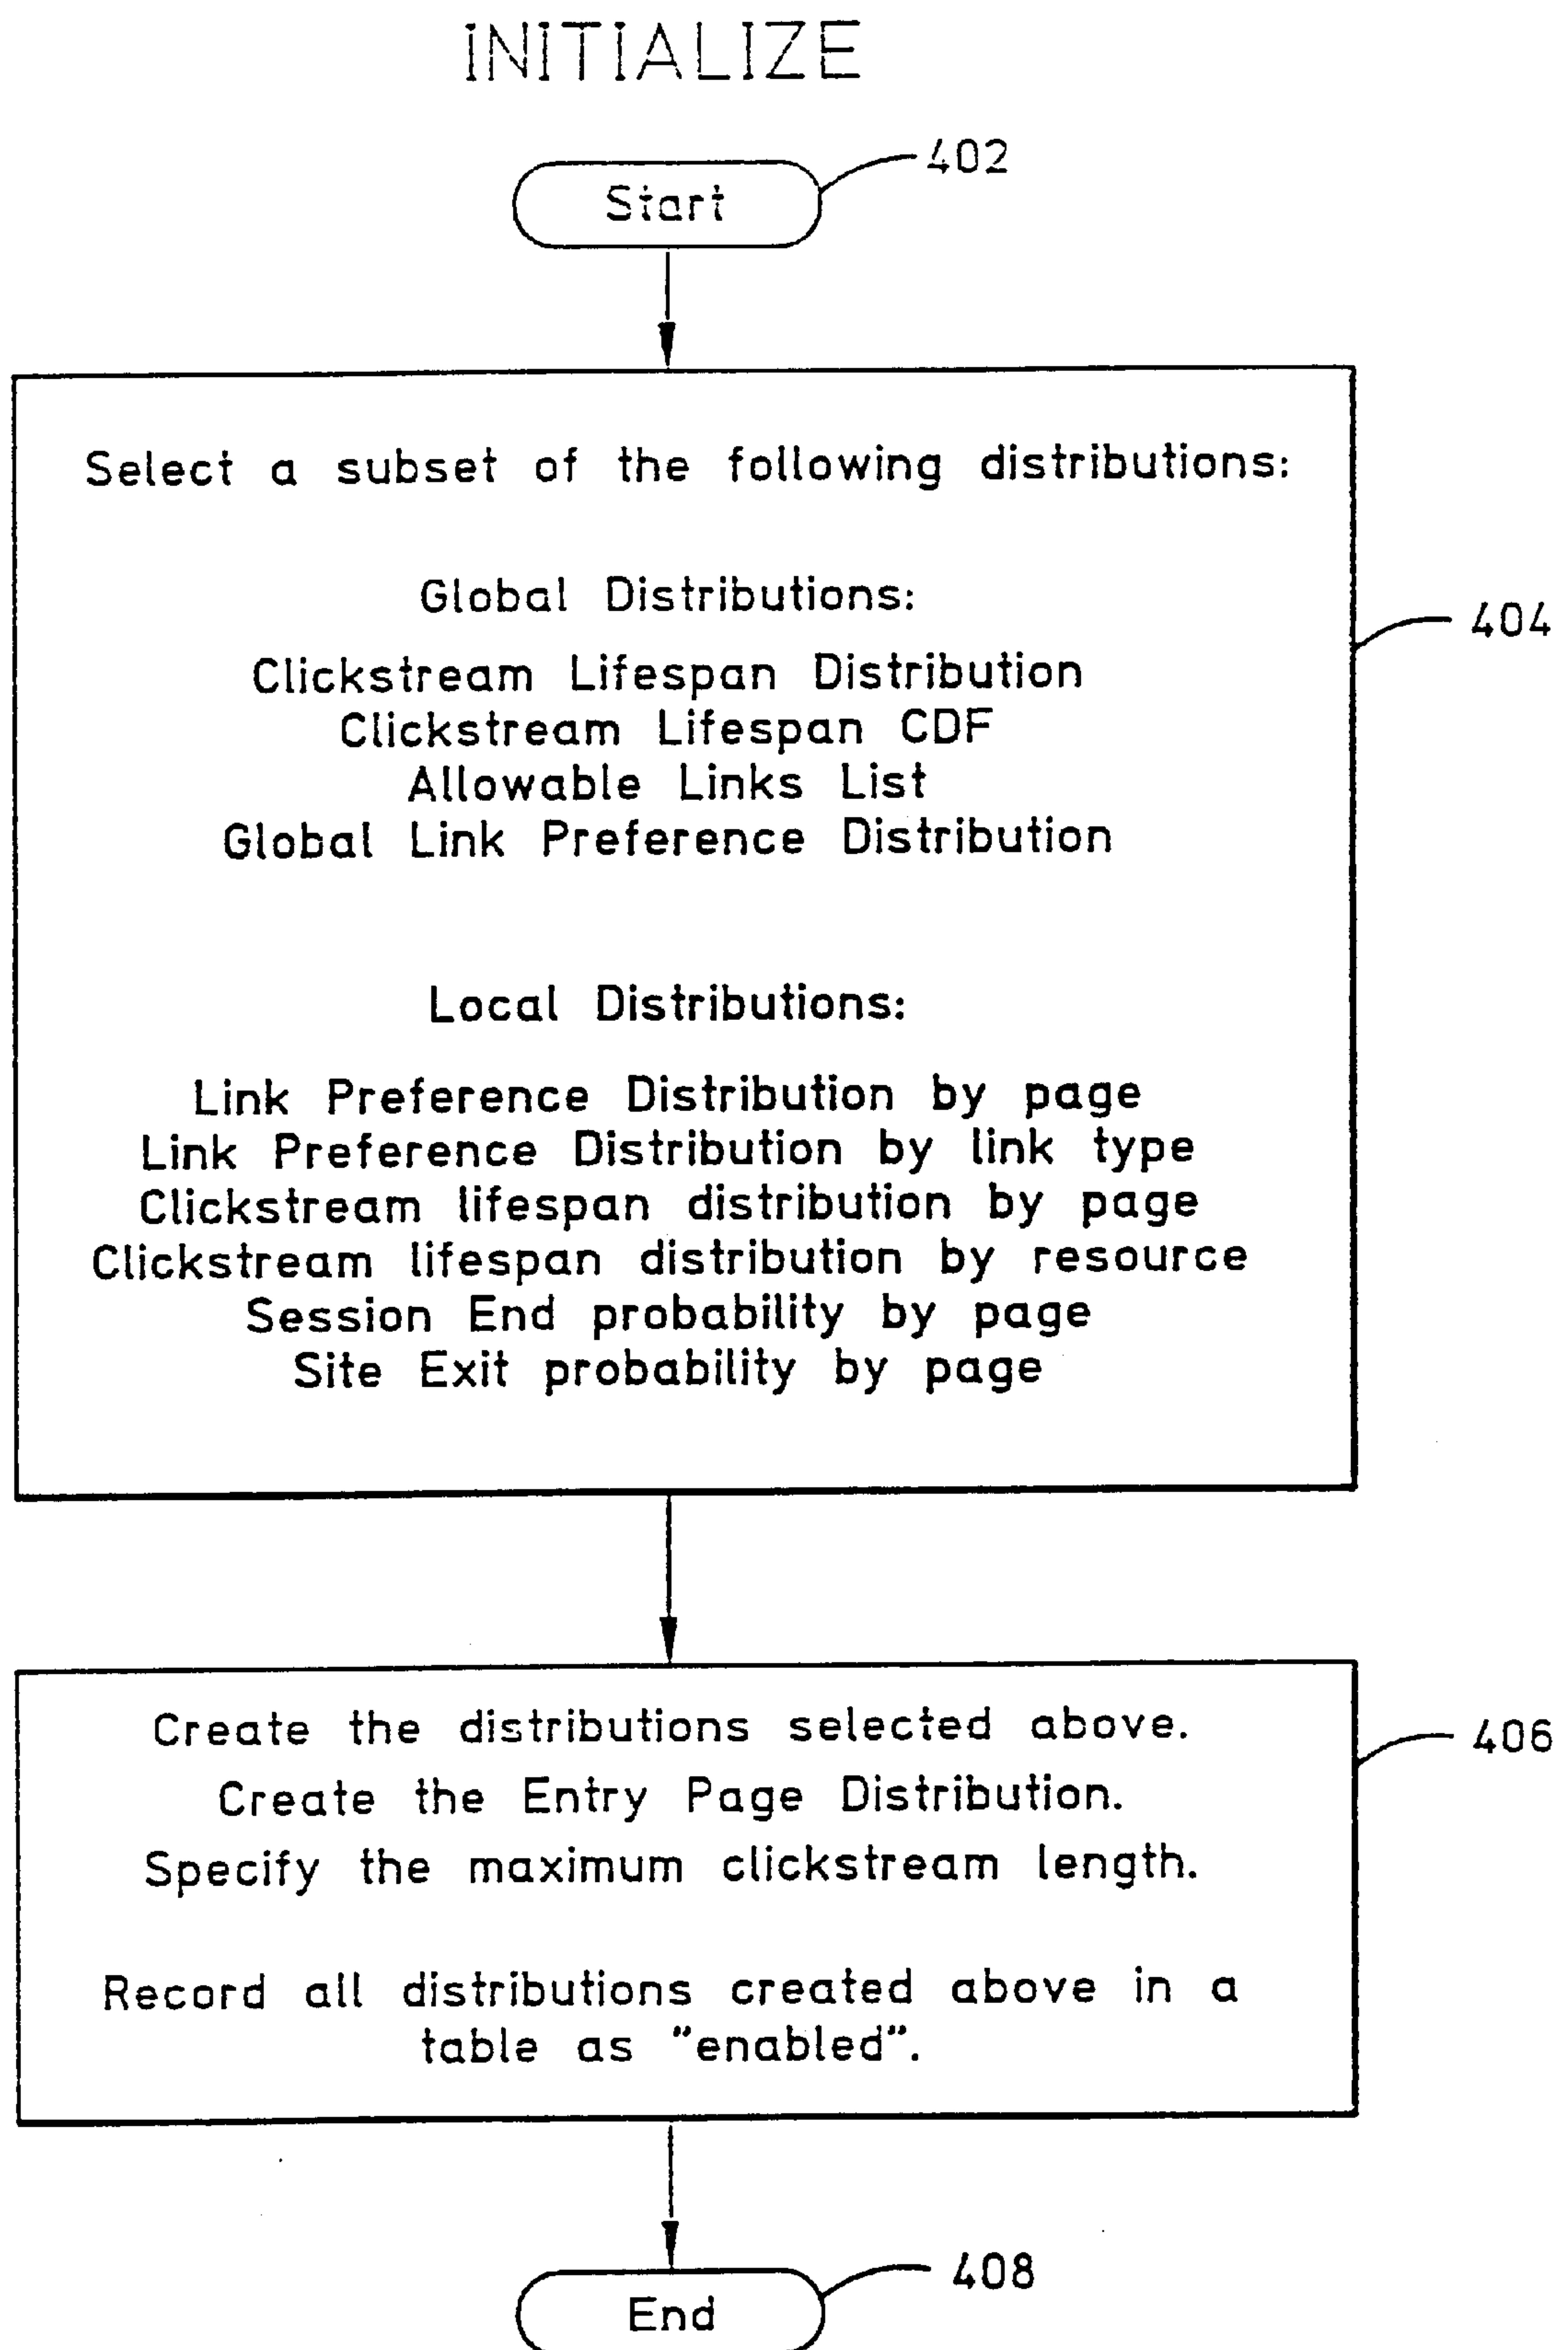 INITIALIZE
402
Start
Select a subset of the following distributions:
Global Distributions:
404
Clickstream Lifespan Distribution
Clickstream Lifespan CDF
Allowable Links List
Global Link Preference Distribution
Local Distributions:
Link Preference Distribution by page
Link Preference Distribution by link type
Clickstream lifespan distribution by page
Clickstream lifespan distribution by resource
Session End probability by page
Site Exit probability by page
Create the distributions selected above.
406
Create the Entry Page Distribution.
Specify the maximum clickstream length.
Record all distributions created above in a
table as "enabled".
408
End